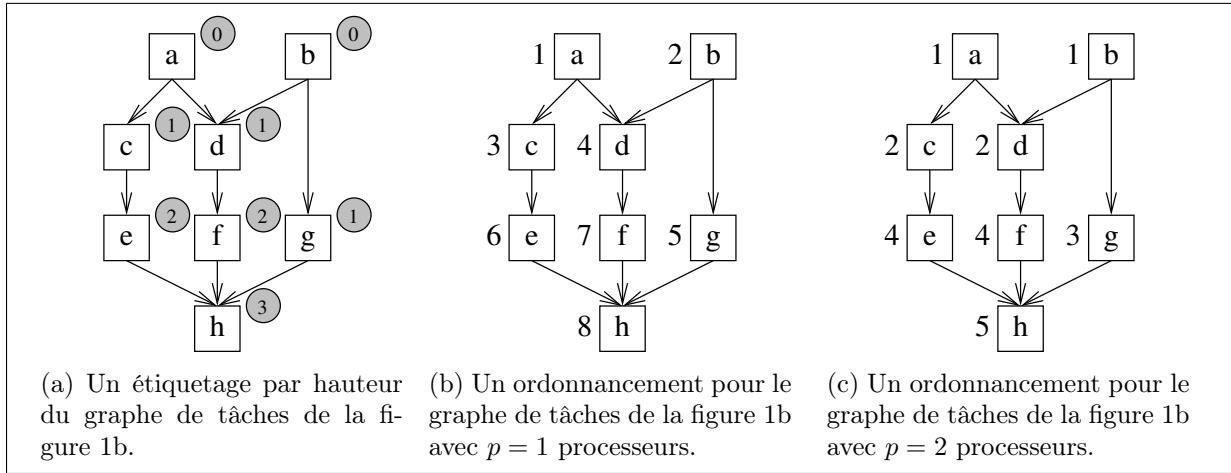 0 0
a b
1 a 2 b
1 a 1 b
1 1
c d
3 c 4 d
2 c 2 d
2 2 1
e f g
6 e 7 f 5 g
4 e 4 f 3 g
3
h
8 h
5 h
(a) Un étiquetage par hauteur
du graphe de tâches de la fi-
gure 1b.
(b) Un ordonnancement pour le
graphe de tâches de la figure 1b
avec p = 1 processeurs.
(c) Un ordonnancement pour le
graphe de tâches de la figure 1b
avec p = 2 processeurs.